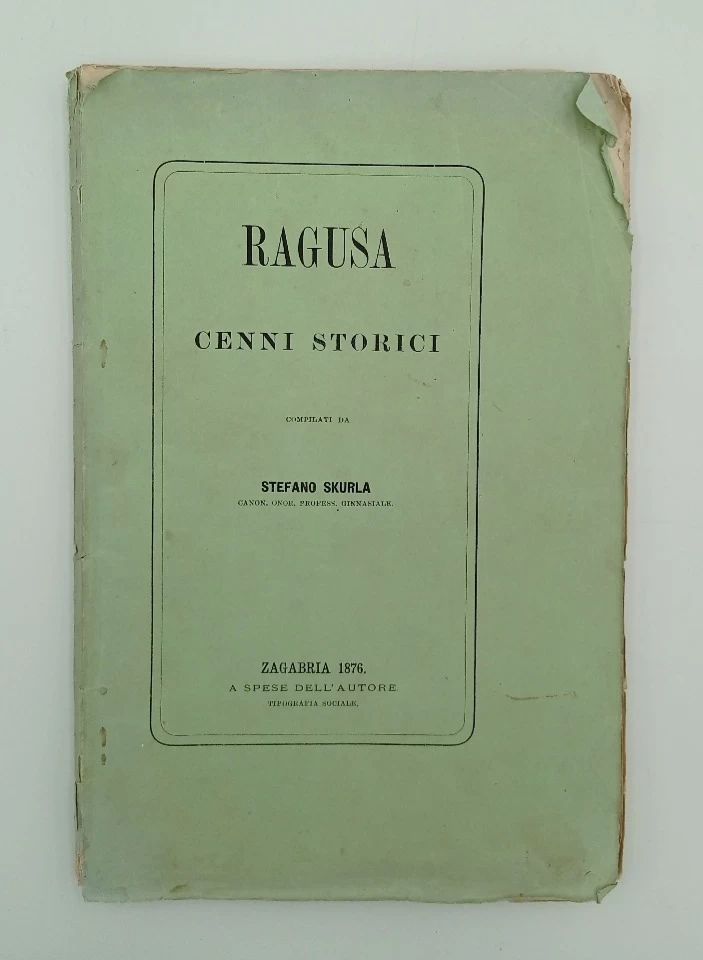 RAGUSA
CENNI STORICI
COMPILATI DA
STEFANO SKURLA
CANON. ONOR. PROFESS. GINNASIALE.
ZAGABRIA 1876.
A SPESE DELL'AUTORE.
TIPOGRAFIA SOCIALE.